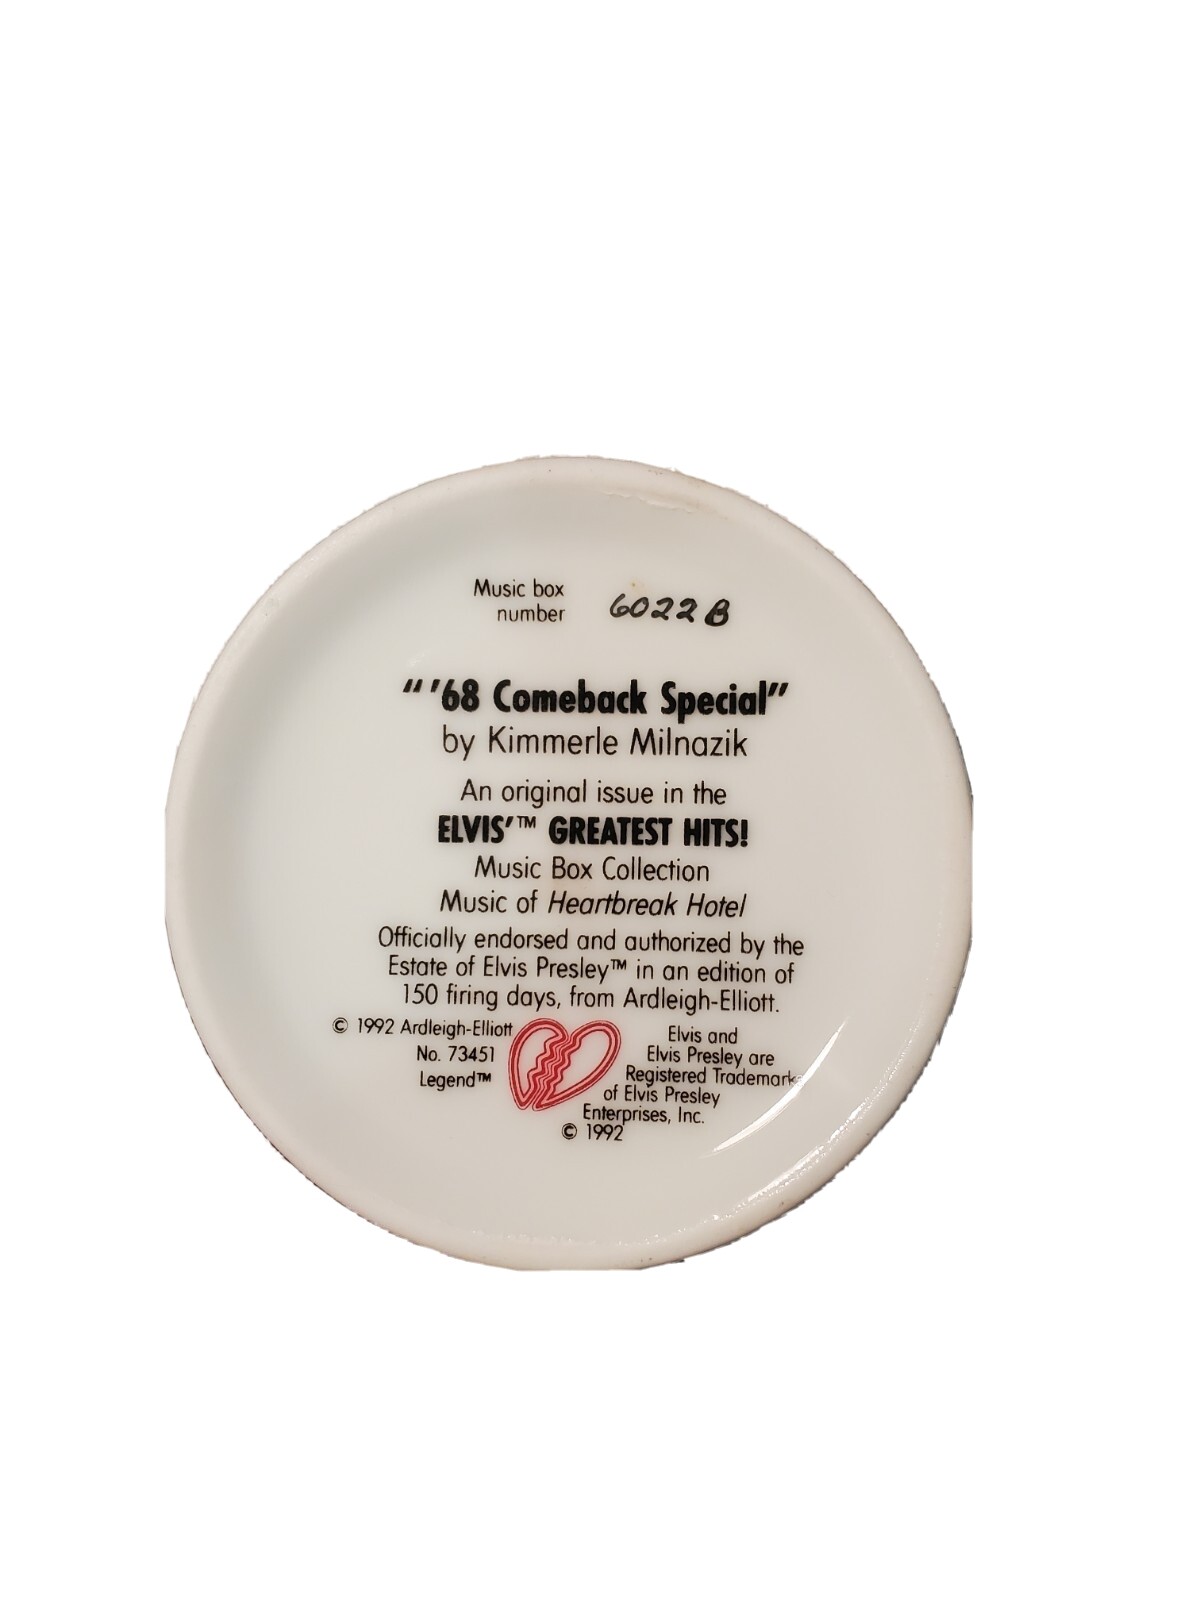 Music box
number 6022B
“ ’68 Comeback Special”
by Kimmerle Milnazik
An original issue in the
ELVIS’™ GREATEST HITS!
Music Box Collection
Music of Heartbreak Hotel
Officially endorsed and authorized by the
Estate of Elvis Presley™ in an edition of
150 firing days, from Ardleigh-Elliott.
© 1992 Ardleigh-Elliott
No. 73451
Legend™
Elvis and
Elvis Presley are
Registered Trademarks
of Elvis Presley
Enterprises, Inc.
© 1992